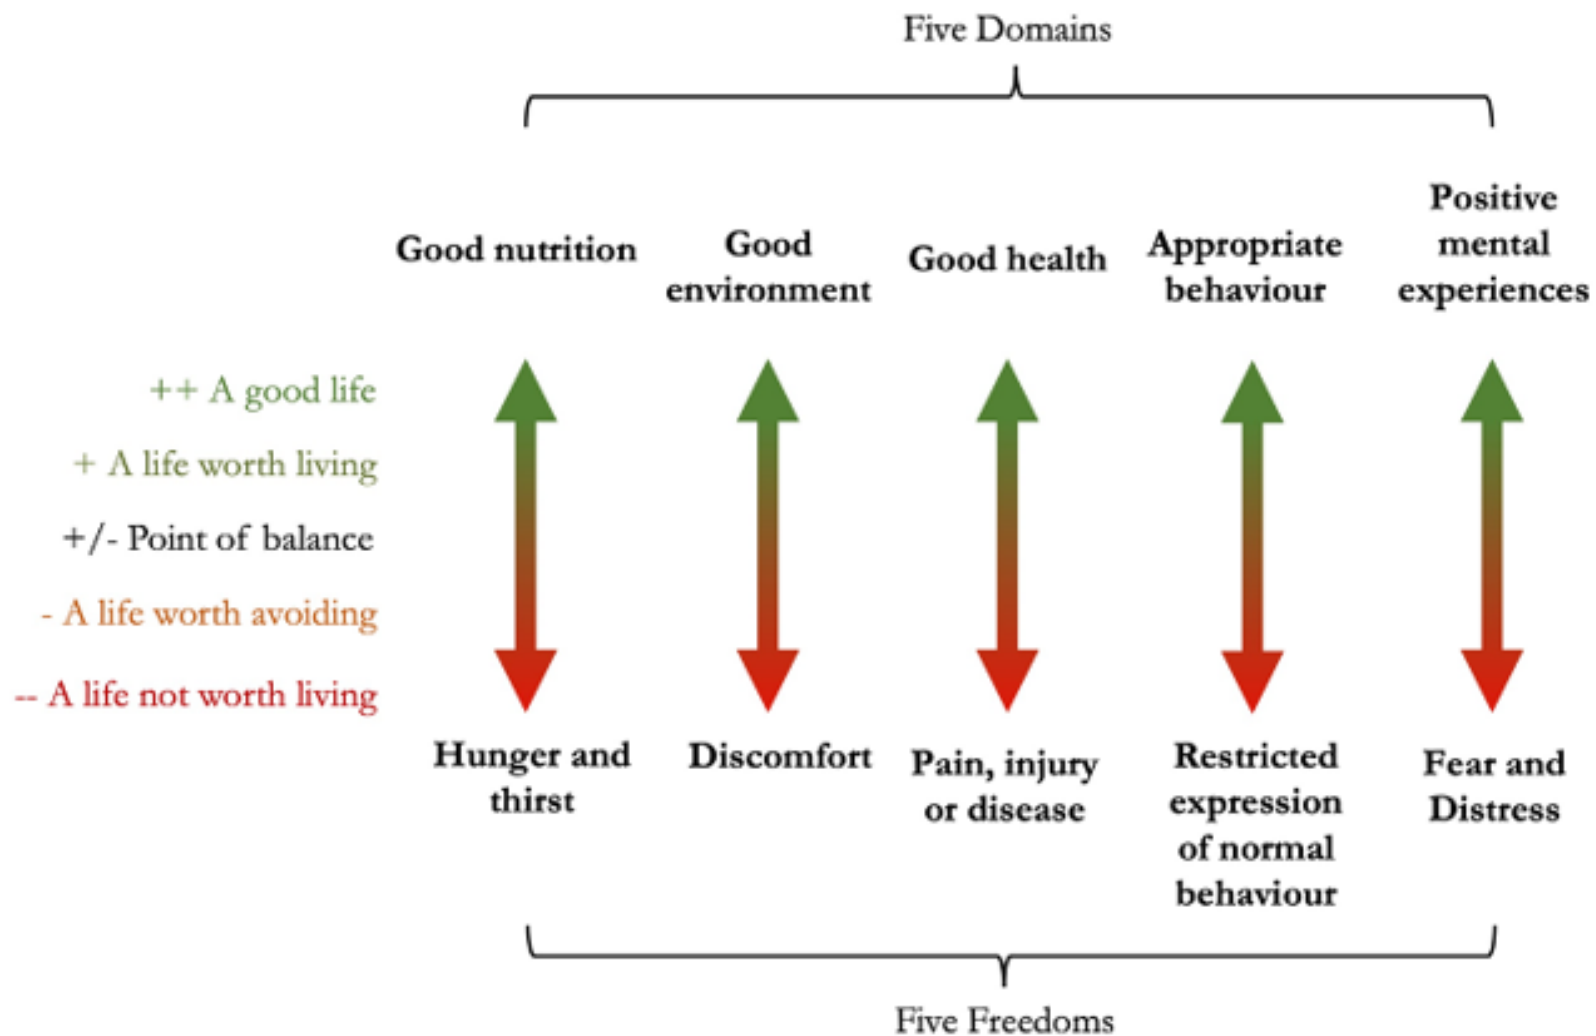 Five Domains
Good nutrition
Good
environment
Good health
Appropriate
behaviour
Positive
mental
experiences
++ A good life
+ A life worth living
+/- Point of balance
- A life worth avoiding
-- A life not worth living
Hunger and
thirst
Discomfort
Pain, injury
or disease
Restricted
expression
of normal
behaviour
Fear and
Distress
Five Freedoms